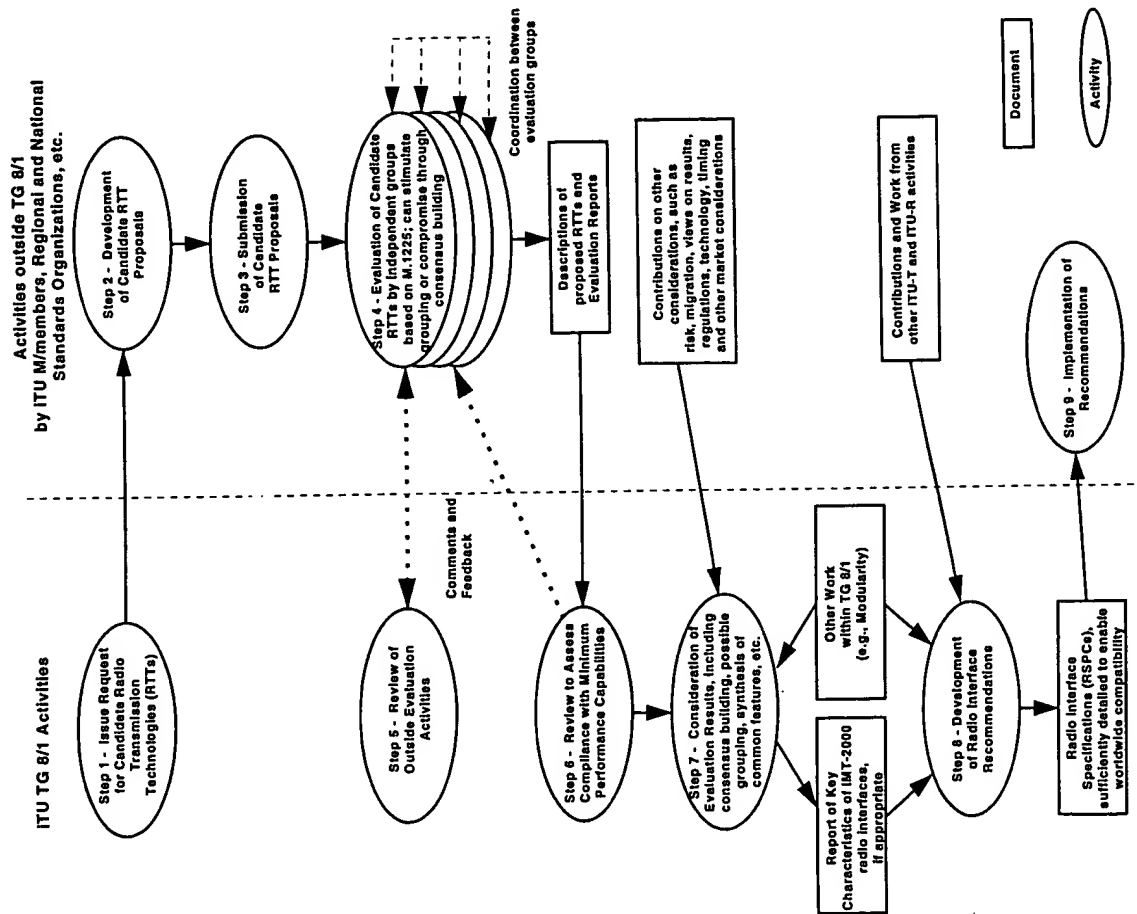 ITU TG 8/1 Activities
Activities outside TG 8/1
by ITU M/members, Regional and National
Standards Organizations, etc.
Step 1 - Issue Request
for Candidate Radio
Transmission
Technologies (RTTs)
Step 2 - Development
of Candidate RTT
Proposals
Step 3 - Submission
of Candidate
RTT Proposals
Step 4 - Evaluation of Candidate
RTTs by Independent groups
based on M.1225; can stimulate
grouping or compromise through
consensus building
Coordination between
evaluation groups
Step 5 - Review of
Outside Evaluation
Activities
Comments and
Feedback
Descriptions of
proposed RTTs and
Evaluation Reports
Step 6 - Review to Assess
Compliance with Minimum
Performance Capabilities
Contributions on other
considerations, such as
risk, migration, views on results,
regulations, technology, timing
and other market considerations
Step 7 - Consideration of
Evaluation Results, including
consensus building, possible
grouping, synthesis of
common features, etc.
Report of Key
Characteristics of IMT-2000
radio interfaces,
if appropriate
Other Work
within TG 8/1
(e.g., Modularity)
Contributions and Work from
other ITU-T and ITU-R activities
Step 8 - Development
of Radio Interface
Recommendations
Radio Interface
Specifications (RSPCs),
sufficiently detailed to enable
worldwide compatibility
Step 9 - Implementation of
Recommendations
Document
Activity